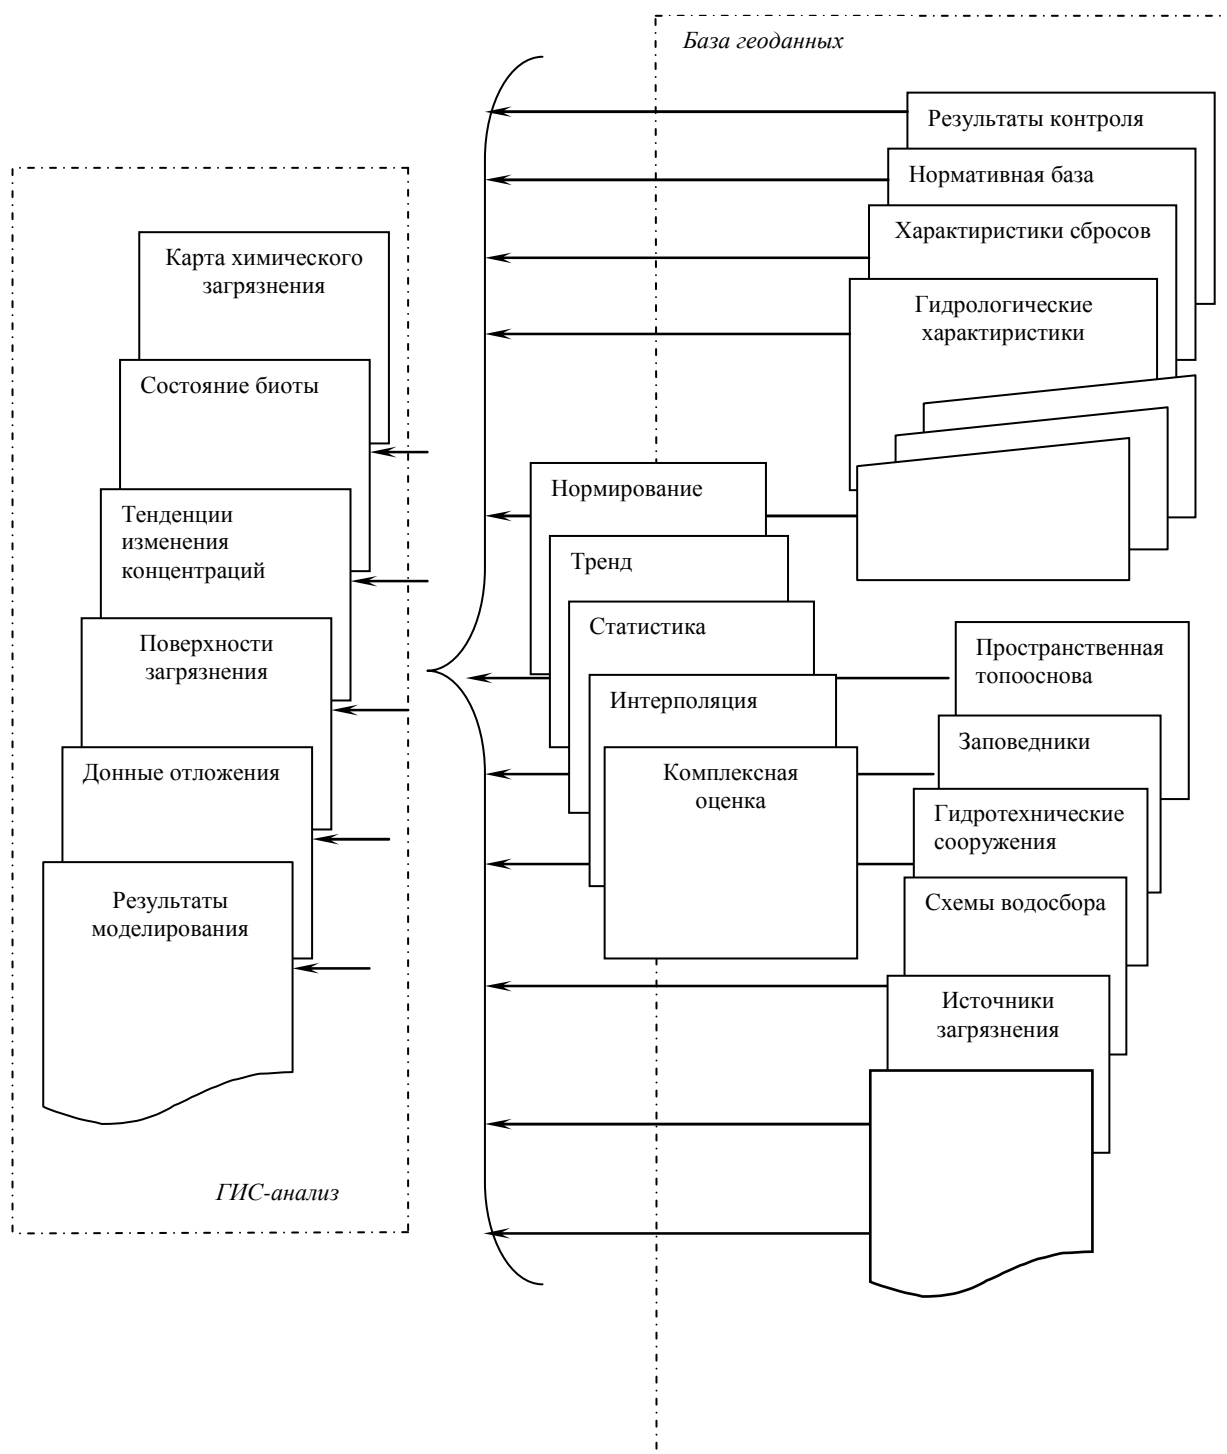 База геоданных
Результаты контроля
Нормативная база
Характиристики сбросов
Гидрологические
характиристики
Карта химического
загрязнения
Состояние биоты
Тенденции
изменения
концентраций
Поверхности
загрязнения
Донные отложения
Результаты
моделирования
ГИС-анализ
Нормирование
Тренд
Статистика
Интерполяция
Комплексная
оценка
Пространственная
топооснова
Заповедники
Гидротехнические
сооружения
Схемы водосбора
Источники
загрязнения